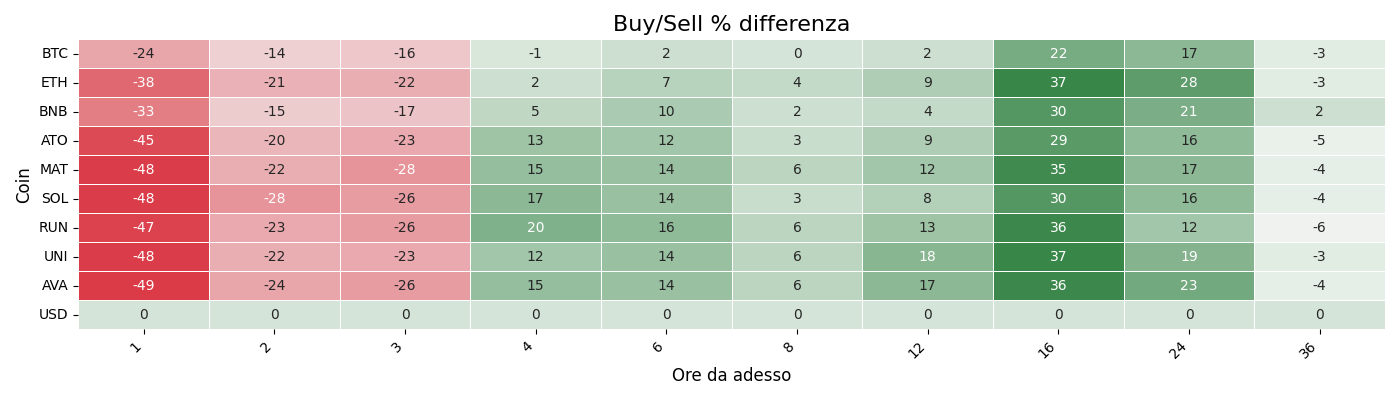 Buy/Sell % differenza
Coin
BTC -24 -14 -16 -1 2 0 2 22 17 -3
ETH -38 -21 -22 2 7 4 9 37 28 -3
BNB -33 -15 -17 5 10 2 4 30 21 2
ATO -45 -20 -23 13 12 3 9 29 16 -5
MAT -48 -22 -28 15 14 6 12 35 17 -4
SOL -48 -28 -26 17 14 3 8 30 16 -4
RUN -47 -23 -26 20 16 6 13 36 12 -6
UNI -48 -22 -23 12 14 6 18 37 19 -3
AVA -49 -24 -26 15 14 6 17 36 23 -4
USD 0 0 0 0 0 0 0 0 0 0
1 2 3 4 6 8 12 16 24 36
Ore da adesso